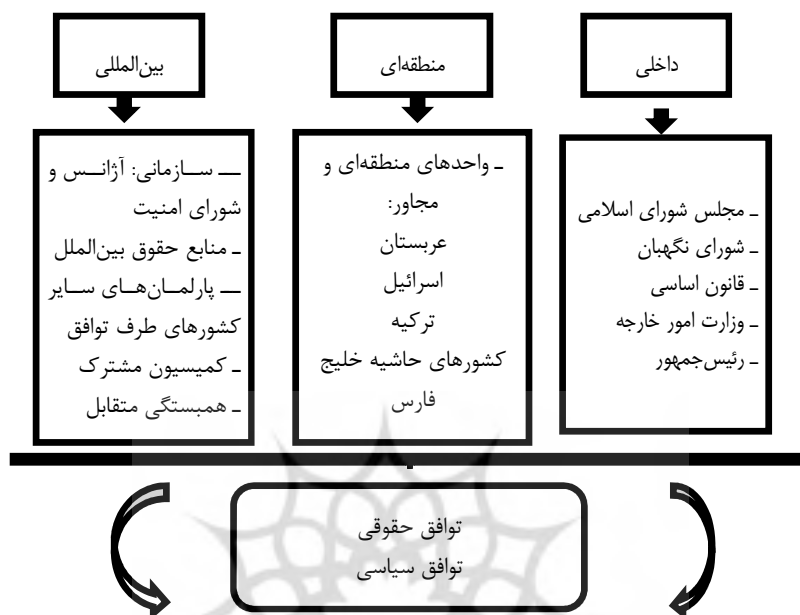 داخلی
منطقه‌ای
بین‌المللی
ـ مجلس شورای اسلامی
ـ شورای نگهبان
ـ قانون اساسی
ـ وزارت امور خارجه
ـ رئیس‌جمهور
ـ واحدهای منطقه‌ای و
مجاور:
عربستان
اسرائیل
ترکیه
کشورهای حاشیه خلیج
فارس
ـ سازمانی: آژانس و
شورای امنیت
ـ منابع حقوق بین‌الملل
ـ پارلمان‌های سایر
کشورهای طرف توافق
ـ کمیسیون مشترک
ـ همبستگی متقابل
توافق حقوقی
توافق سیاسی